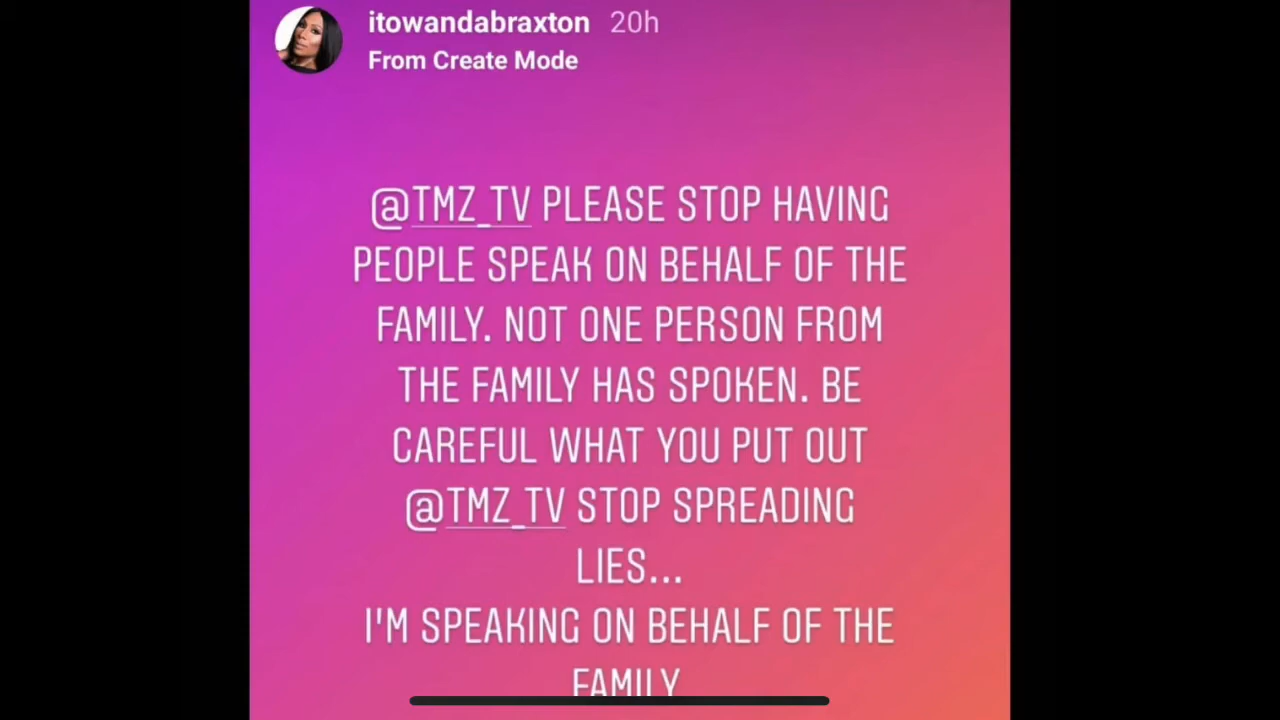 itowandabraxton 20h
From Create Mode
@TMZ_TV PLEASE STOP HAVING
PEOPLE SPEAK ON BEHALF OF THE
FAMILY. NOT ONE PERSON FROM
THE FAMILY HAS SPOKEN. BE
CAREFUL WHAT YOU PUT OUT
@TMZ_TV STOP SPREADING
LIES...
I'M SPEAKING ON BEHALF OF THE
FAMILY